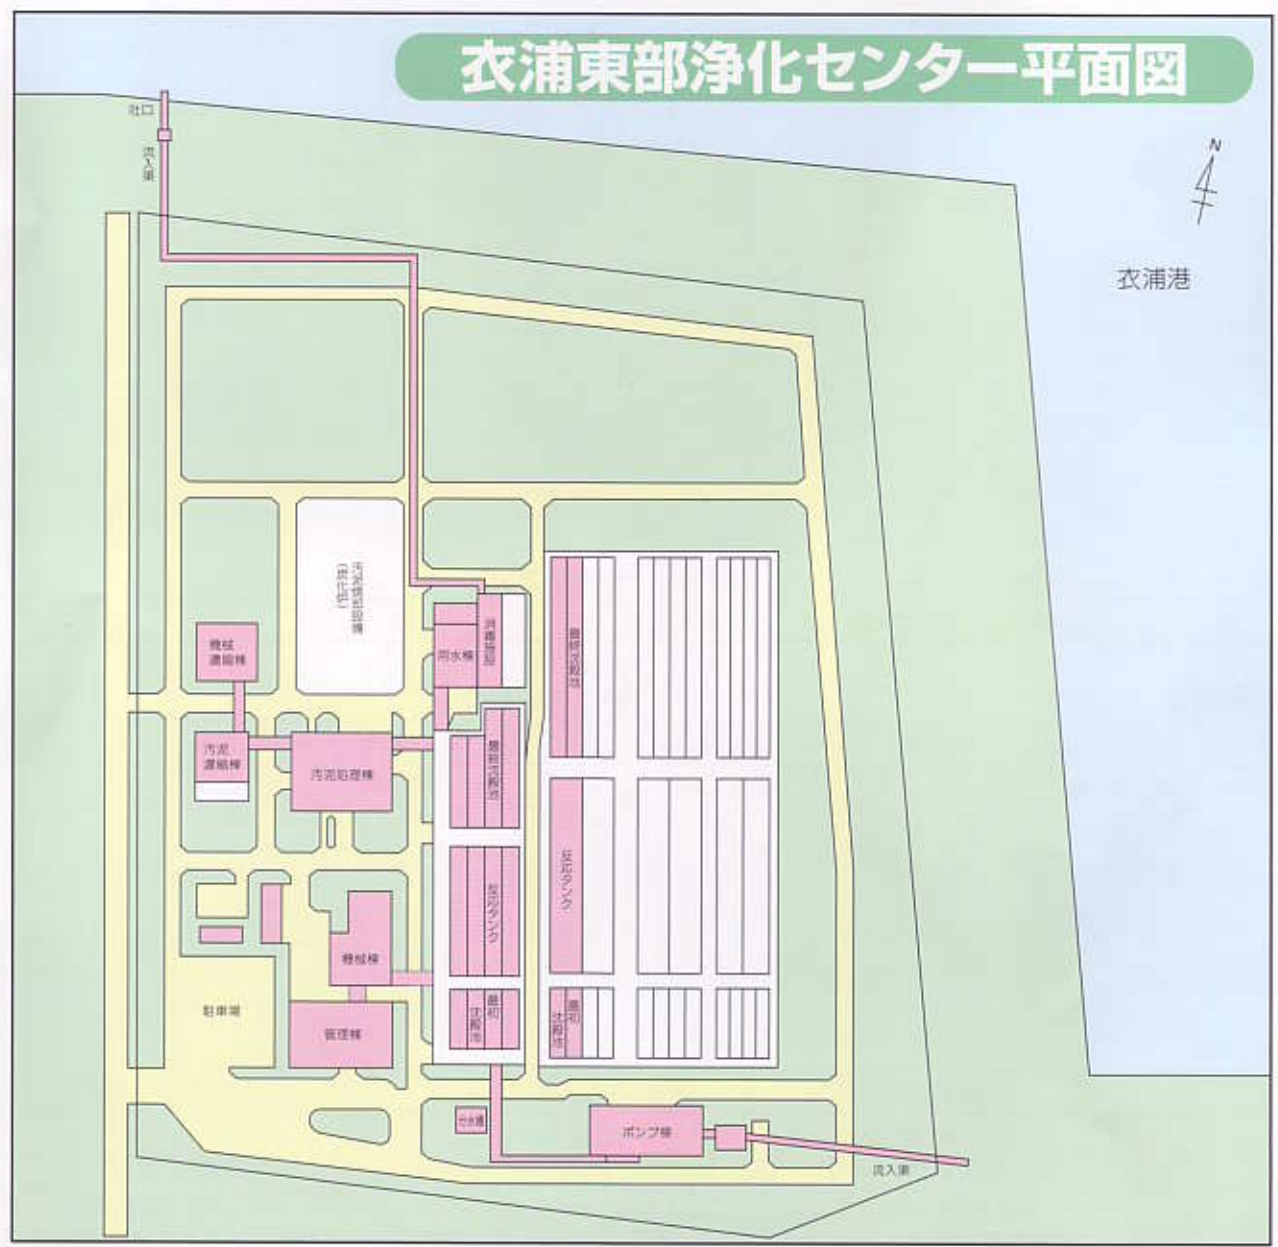 衣浦東部浄化センター平面図
吐口
流入渠
N
衣浦港
汚泥焼却設備
(炭化炉)
機械
濃縮棟
用水棟
消毒施設
最終沈殿池
汚泥
濃縮棟
汚泥処理棟
最終沈殿池
反応タンク
反応タンク
機械棟
最初
沈殿池
最初
沈殿池
駐車場
管理棟
分水槽
ポンプ棟
流入渠